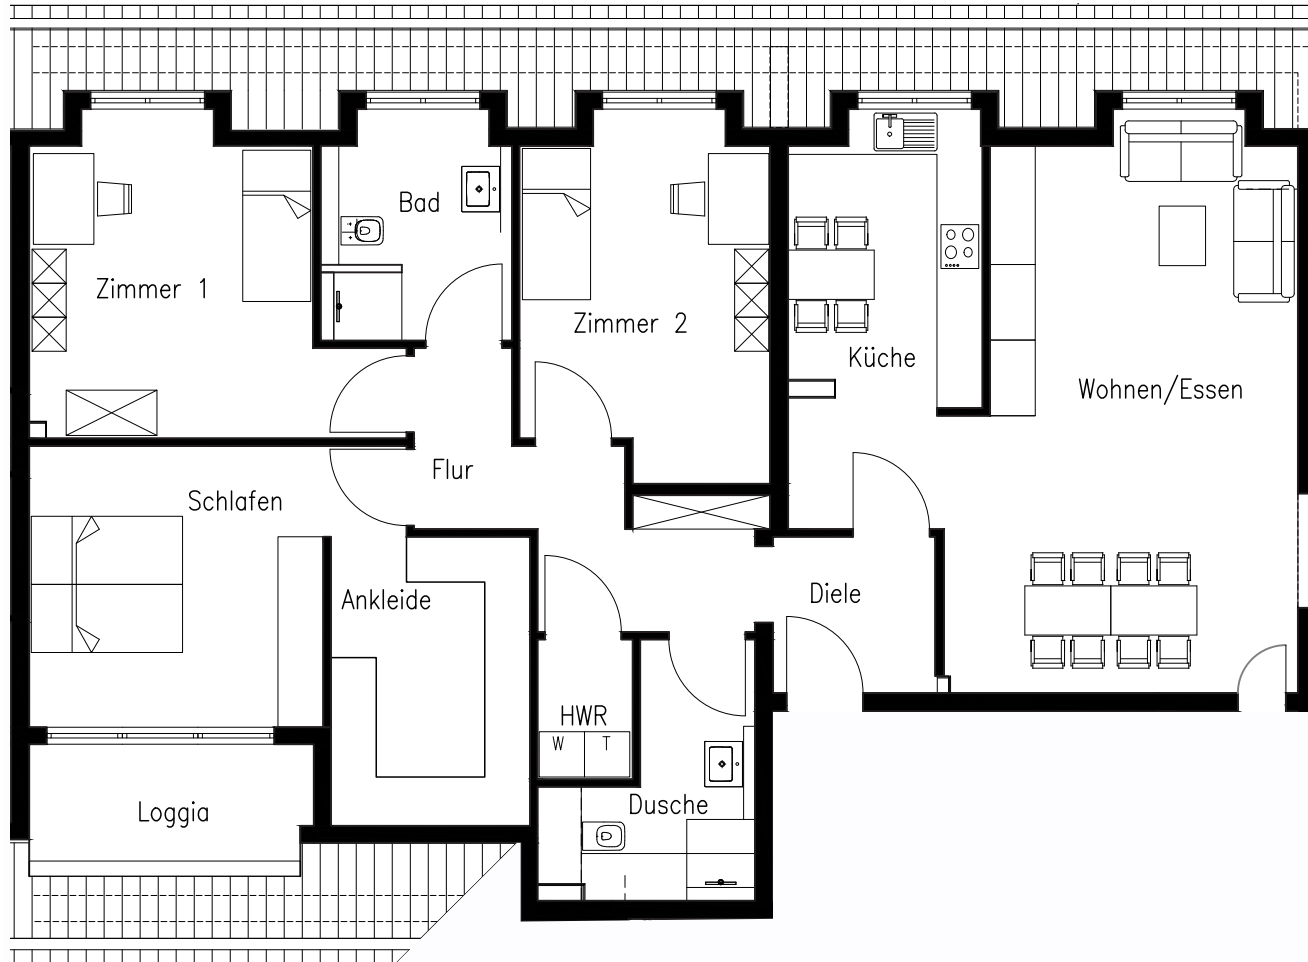 Bad
Zimmer 1
Zimmer 2
Küche
Wohnen/Essen
Flur
Schlafen
Ankleide
Diele
HWR
W T
Dusche
Loggia